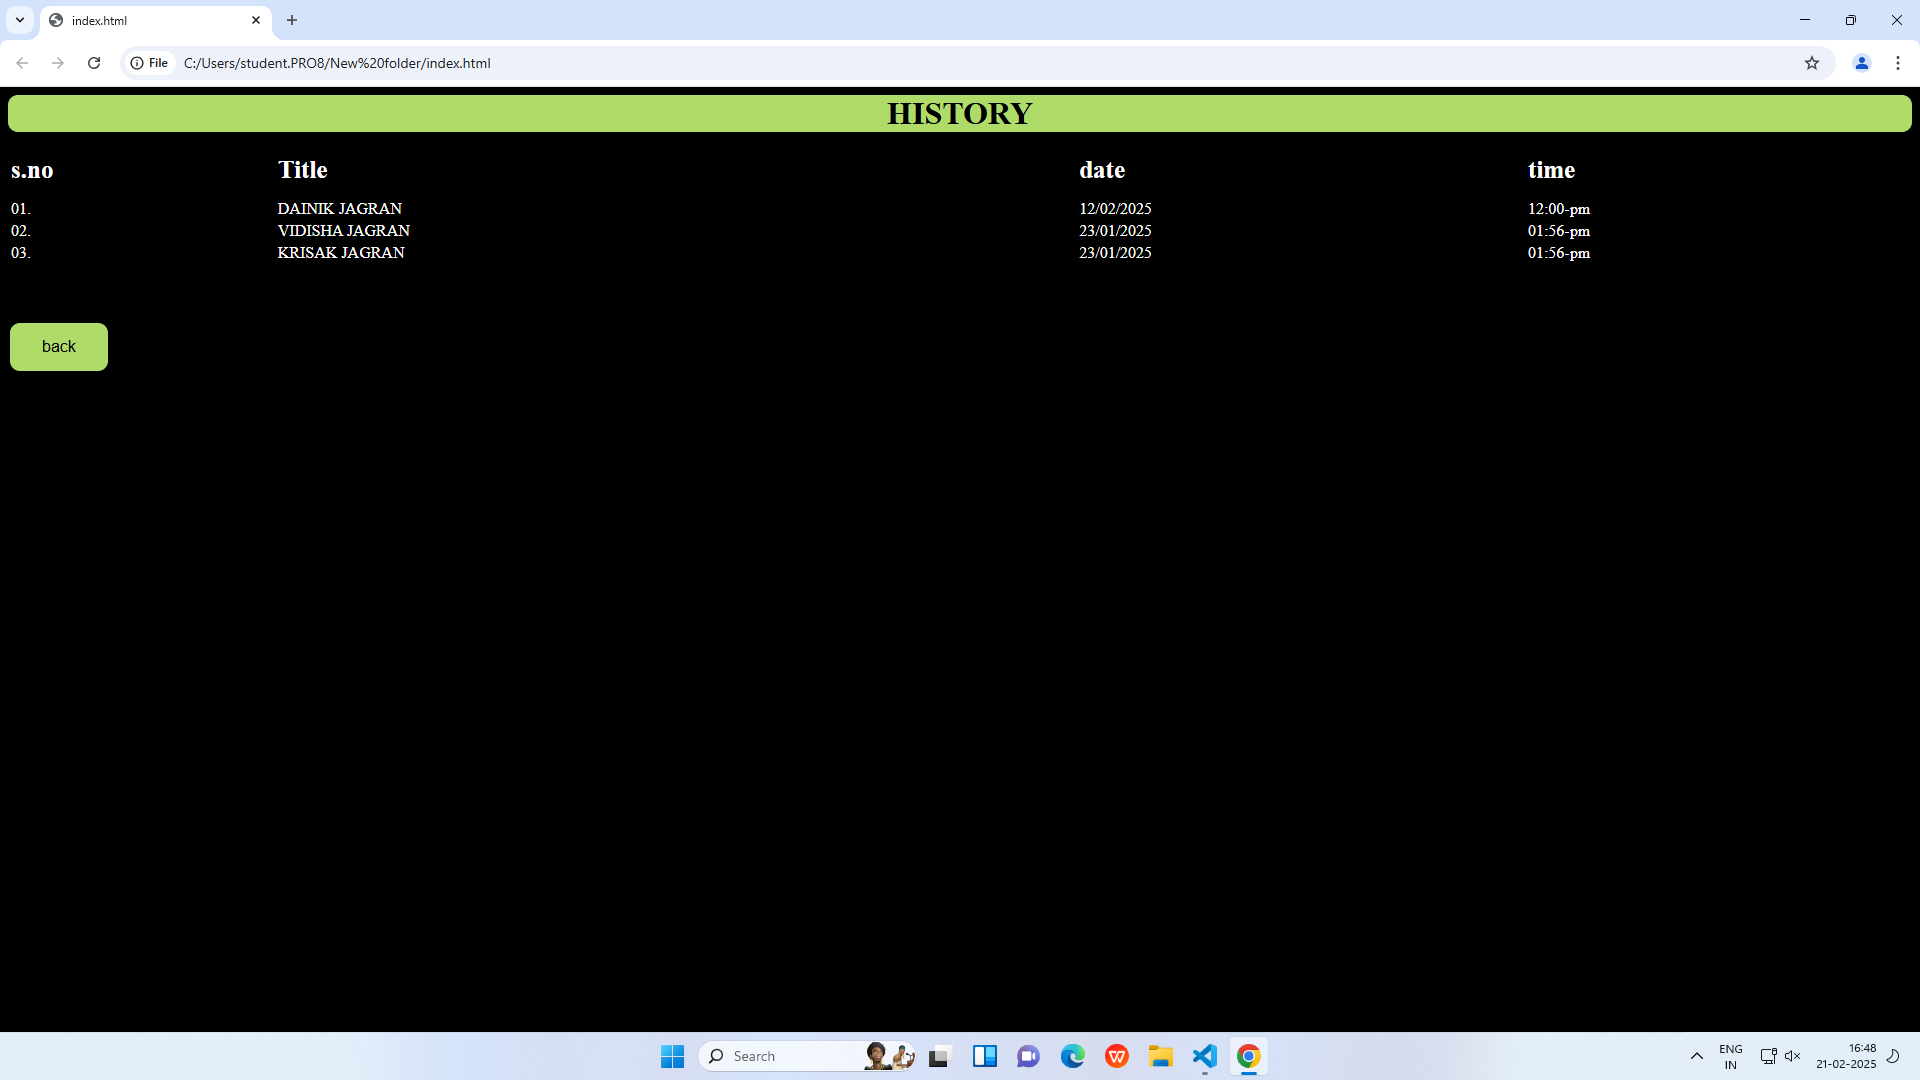 index.html
File C:/Users/student.PRO8/New%20folder/index.html
HISTORY
s.no Title date time
01. DAINIK JAGRAN 12/02/2025 12:00-pm
02. VIDISHA JAGRAN 23/01/2025 01:56-pm
03. KRISAK JAGRAN 23/01/2025 01:56-pm
back
Search
ENG
IN
16:48
21-02-2025